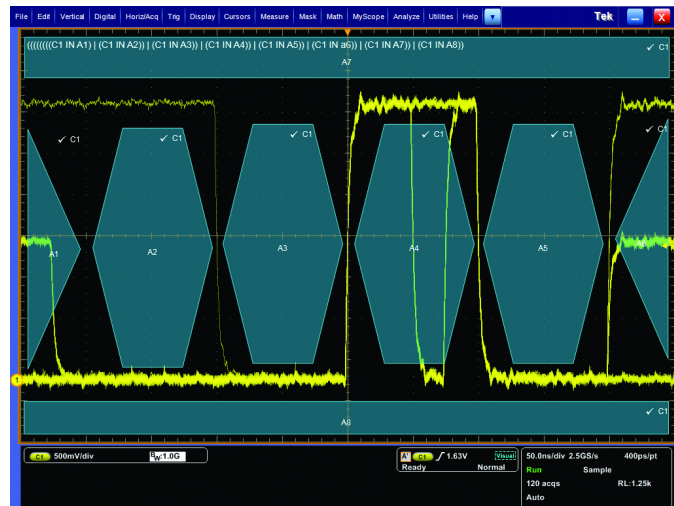 File Edit Vertical Digital Horiz/Acq Trig Display Cursors Measure Mask Math MyScope Analyze Utilities Help Tek X
((((((((C1 IN A1) | (C1 IN A2)) | (C1 IN A3)) | (C1 IN A4)) | (C1 IN A5)) | (C1 IN a6)) | (C1 IN A7)) | (C1 IN A8))
C1
A7
C1 C1 C1 C1 C1 C1
A1 A2 A3 A4 A5
1
C1
A8
C1 500mV/div BW:1.0G
A' C1 1.63V Visual
Ready Normal
50.0ns/div 2.5GS/s 400ps/pt
Run Sample
120 acqs RL:1.25k
Auto